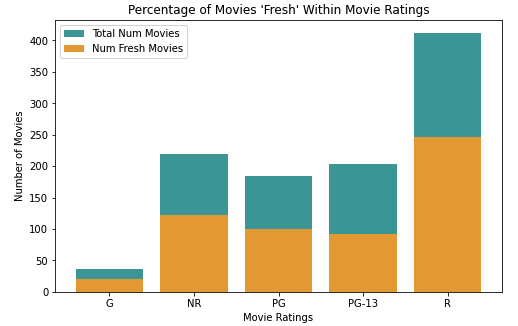 Percentage of Movies 'Fresh' Within Movie Ratings
Total Num Movies
Num Fresh Movies
Number of Movies
400
350
300
250
200
150
100
50
0
G NR PG PG-13 R
Movie Ratings